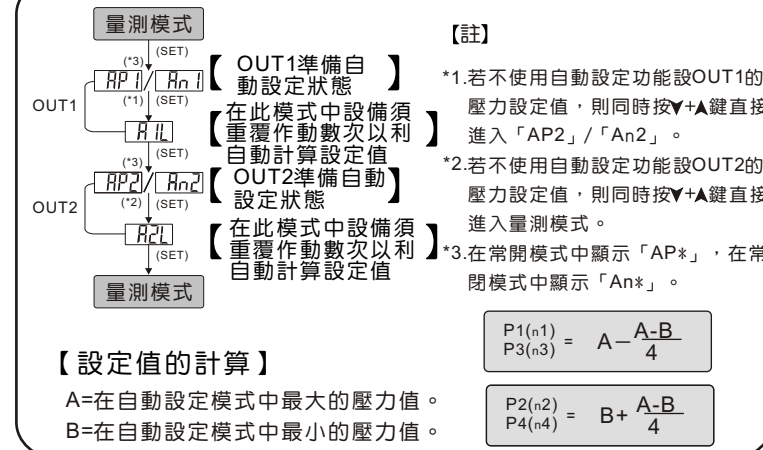 量測模式
(SET)
(*3)
AP1 / An1
【 OUT1準備自動設定狀態 】
OUT1
(*1) (SET)
A1L
【 在此模式中設備須重覆作動數次以利自動計算設定值 】
(SET)
(*3)
AP2 / An2
【 OUT2準備自動設定狀態 】
OUT2
(*2) (SET)
A2L
【 在此模式中設備須重覆作動數次以利自動計算設定值 】
(SET)
量測模式
【註】
*1.若不使用自動設定功能設OUT1的
壓力設定值，則同時按▼+▲鍵直接
進入「AP2」/「An2」。
*2.若不使用自動設定功能設OUT2的
壓力設定值，則同時按▼+▲鍵直接
進入量測模式。
*3.在常開模式中顯示「AP*」，在常
閉模式中顯示「An*」。
【設定值的計算】
A=在自動設定模式中最大的壓力值。
B=在自動設定模式中最小的壓力值。
P1(n1)
P3(n3) = A－A-B
4
P2(n2)
P4(n4) = B+ A-B
4